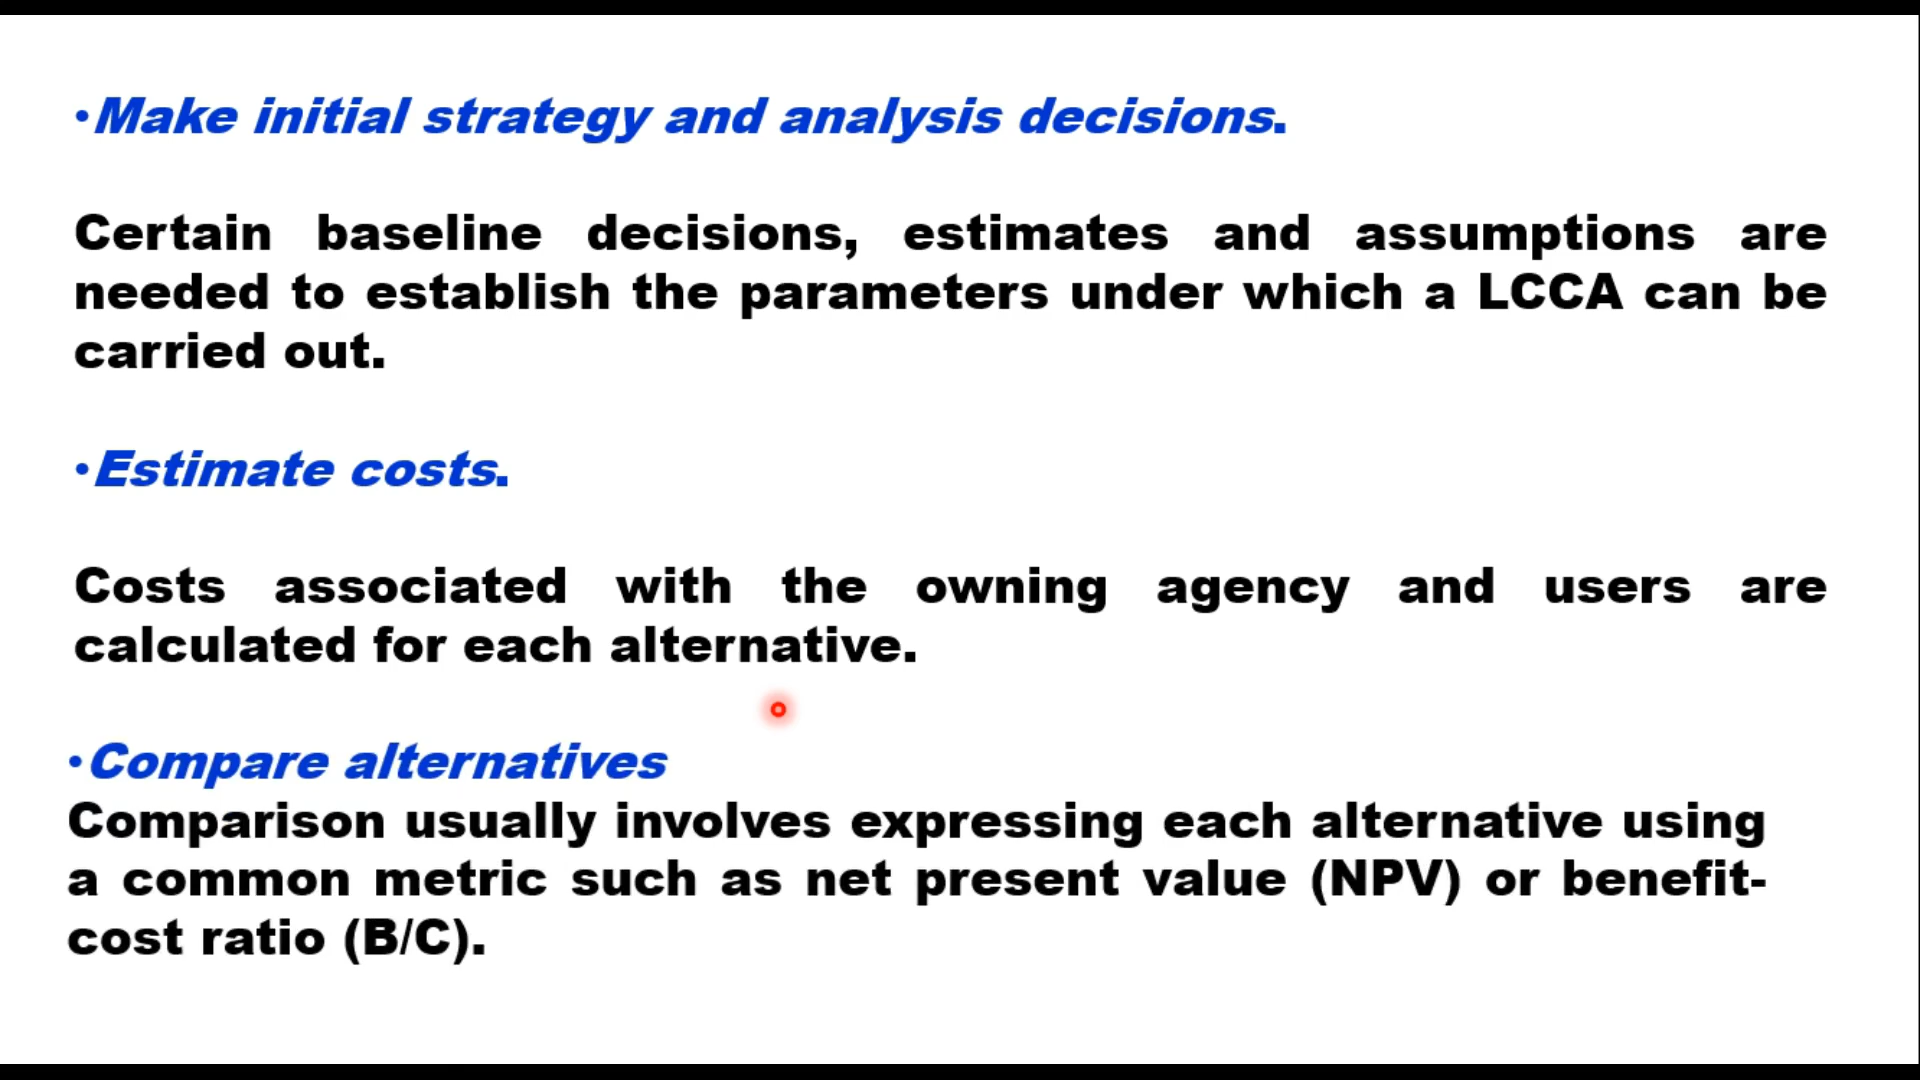 •Make initial strategy and analysis decisions.
Certain baseline decisions, estimates and assumptions are
needed to establish the parameters under which a LCCA can be
carried out.
•Estimate costs.
Costs associated with the owning agency and users are
calculated for each alternative.
•Compare alternatives
Comparison usually involves expressing each alternative using
a common metric such as net present value (NPV) or benefit-
cost ratio (B/C).